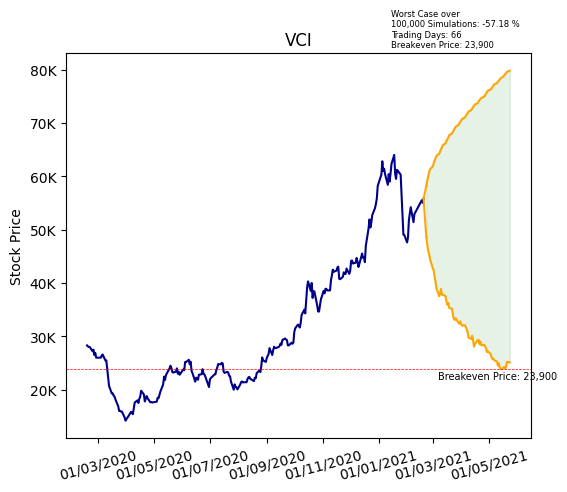 Worst Case over
100,000 Simulations: -57.18 %
Trading Days: 66
Breakeven Price: 23,900
VCI
80K
70K
60K
50K
40K
30K
20K
Stock Price
Breakeven Price: 23,900
01/03/2020 01/05/2020 01/07/2020 01/09/2020 01/11/2020 01/01/2021 01/03/2021 01/05/2021